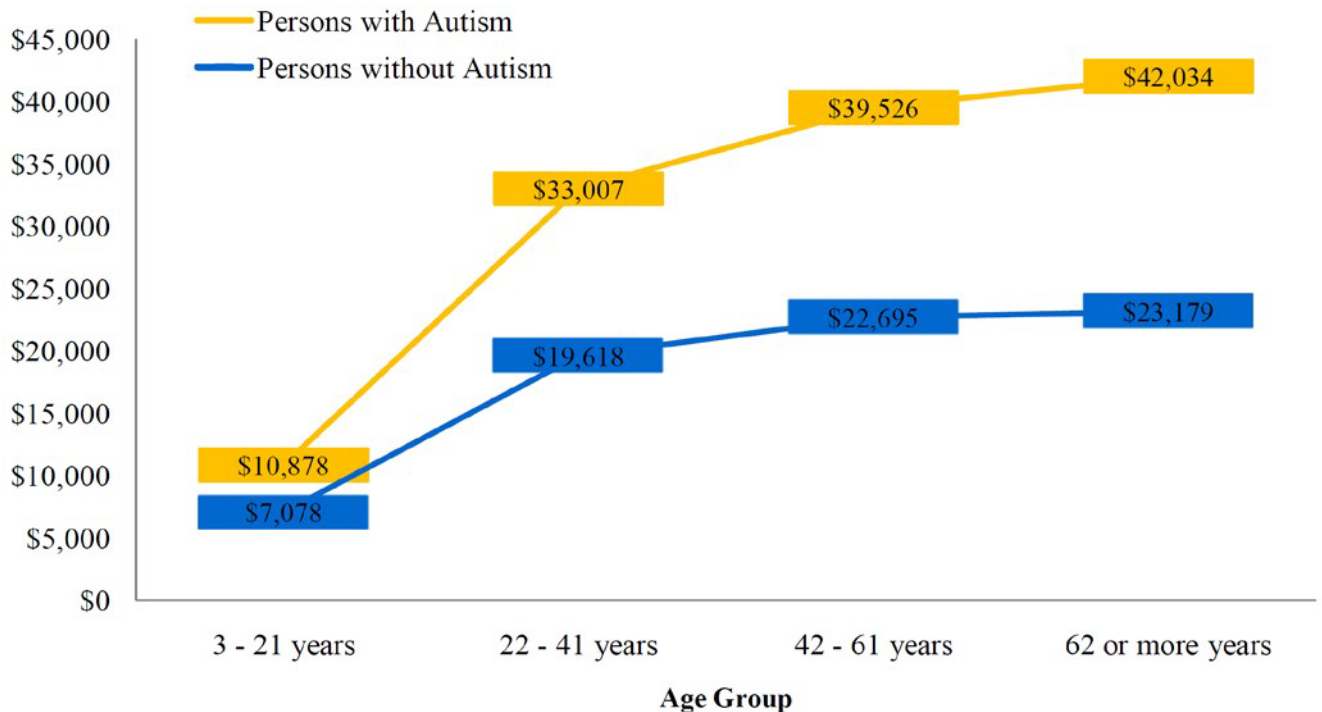 Persons with Autism
Persons without Autism
$45,000
$40,000
$35,000
$30,000
$25,000
$20,000
$15,000
$10,000
$5,000
$0
$10,878
$33,007
$39,526
$42,034
$7,078
$19,618
$22,695
$23,179
3 - 21 years
22 - 41 years
42 - 61 years
62 or more years
Age Group